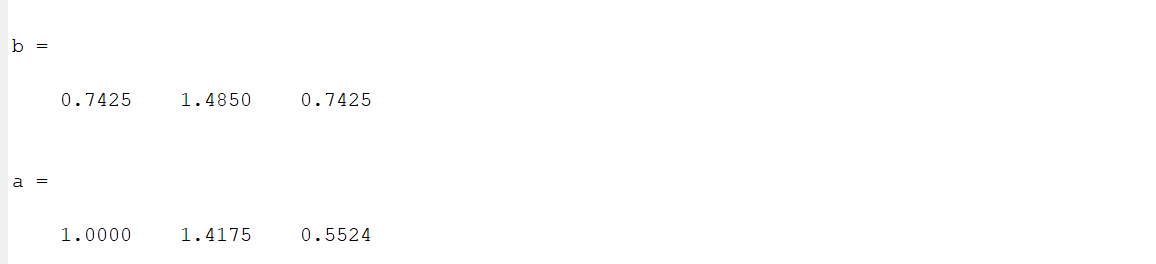 b =
0.7425 1.4850 0.7425
a =
1.0000 1.4175 0.5524